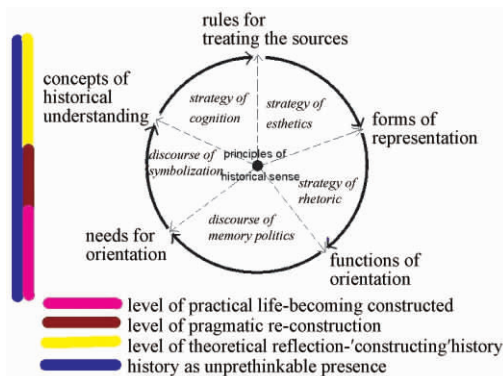 rules for
treating the sources
concepts of
historical
understanding
strategy of
cognition
strategy of
esthetics
forms of
representation
discourse of
symbolization
principles of
historical sense
strategy of
rhetoric
discourse of
memory politics
needs for
orientation
functions of
orientation
level of practical life-becoming constructed
level of pragmatic re-construction
level of theoretical reflection-'constructing'history
history as unprethinkable presence